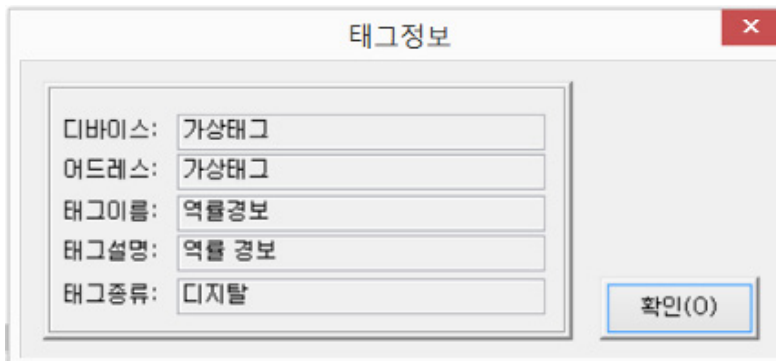 태그정보
디바이스: 가상태그
어드레스: 가상태그
태그이름: 역률경보
태그설명: 역률 경보
태그종류: 디지탈
확인(O)